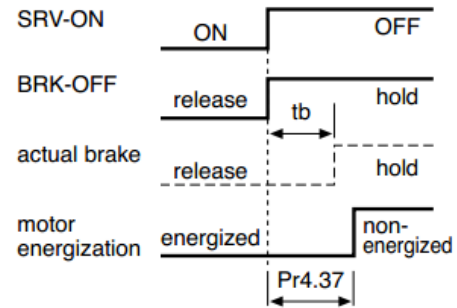 SRV-ON
ON
OFF
BRK-OFF
release
hold
tb
actual brake
release
hold
motor
energization
energized
non-
energized
Pr4.37